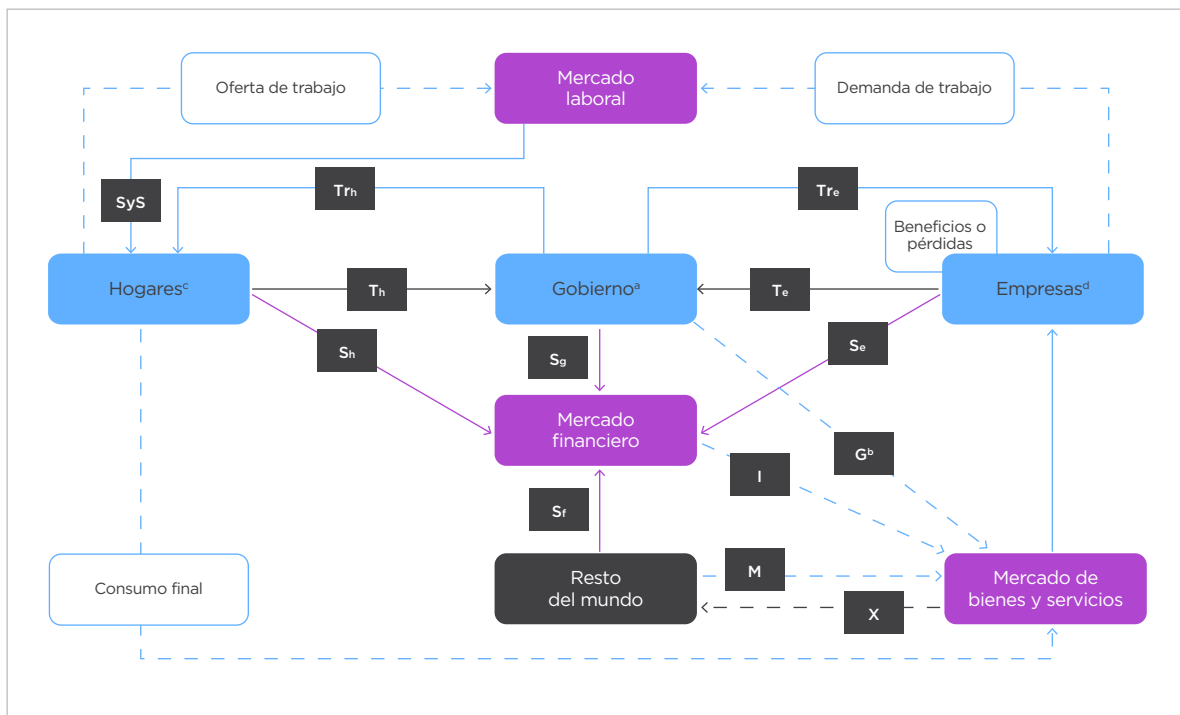 Oferta de trabajo
Mercado
laboral
Demanda de trabajo
SyS
Trh
Tre
Beneficios o
pérdidas
Hogaresᶜ
Th
Gobiernoᵃ
Te
Empresasᵈ
Sh
Sg
Se
Mercado
financiero
Gᵇ
I
Sf
Consumo final
Resto
del mundo
M
X
Mercado de
bienes y servicios